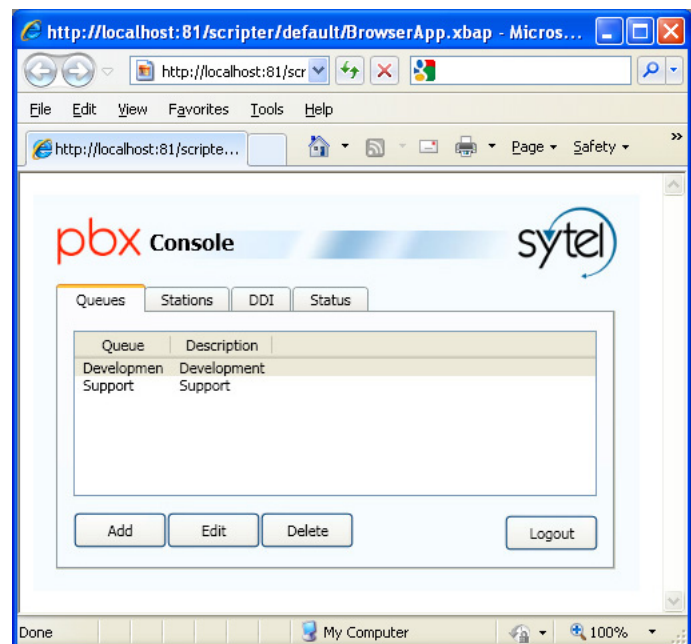 http://localhost:81/scripter/default/BrowserApp.xbap - Micros...
http://localhost:81/scr
File Edit View Favorites Tools Help
http://localhost:81/scripte... Page Safety »
pbx Console sytel
Queues Stations DDI Status
Queue Description
Developmen Development
Support Support
Add Edit Delete Logout
Done My Computer 100%